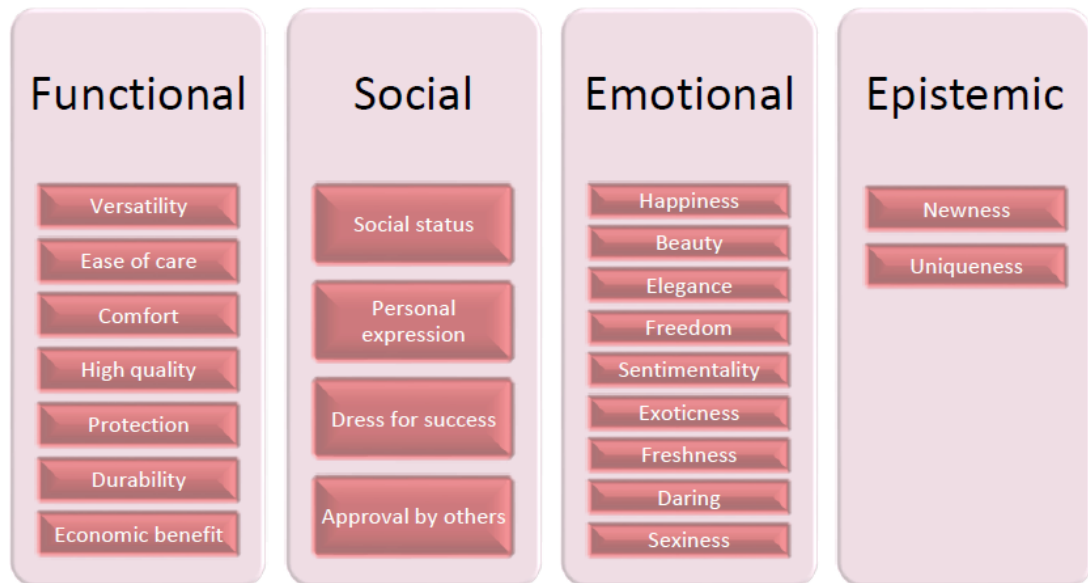 Functional
Versatility
Ease of care
Comfort
High quality
Protection
Durability
Economic benefit
Social
Social status
Personal
expression
Dress for success
Approval by others
Emotional
Happiness
Beauty
Elegance
Freedom
Sentimentality
Exoticness
Freshness
Daring
Sexiness
Epistemic
Newness
Uniqueness